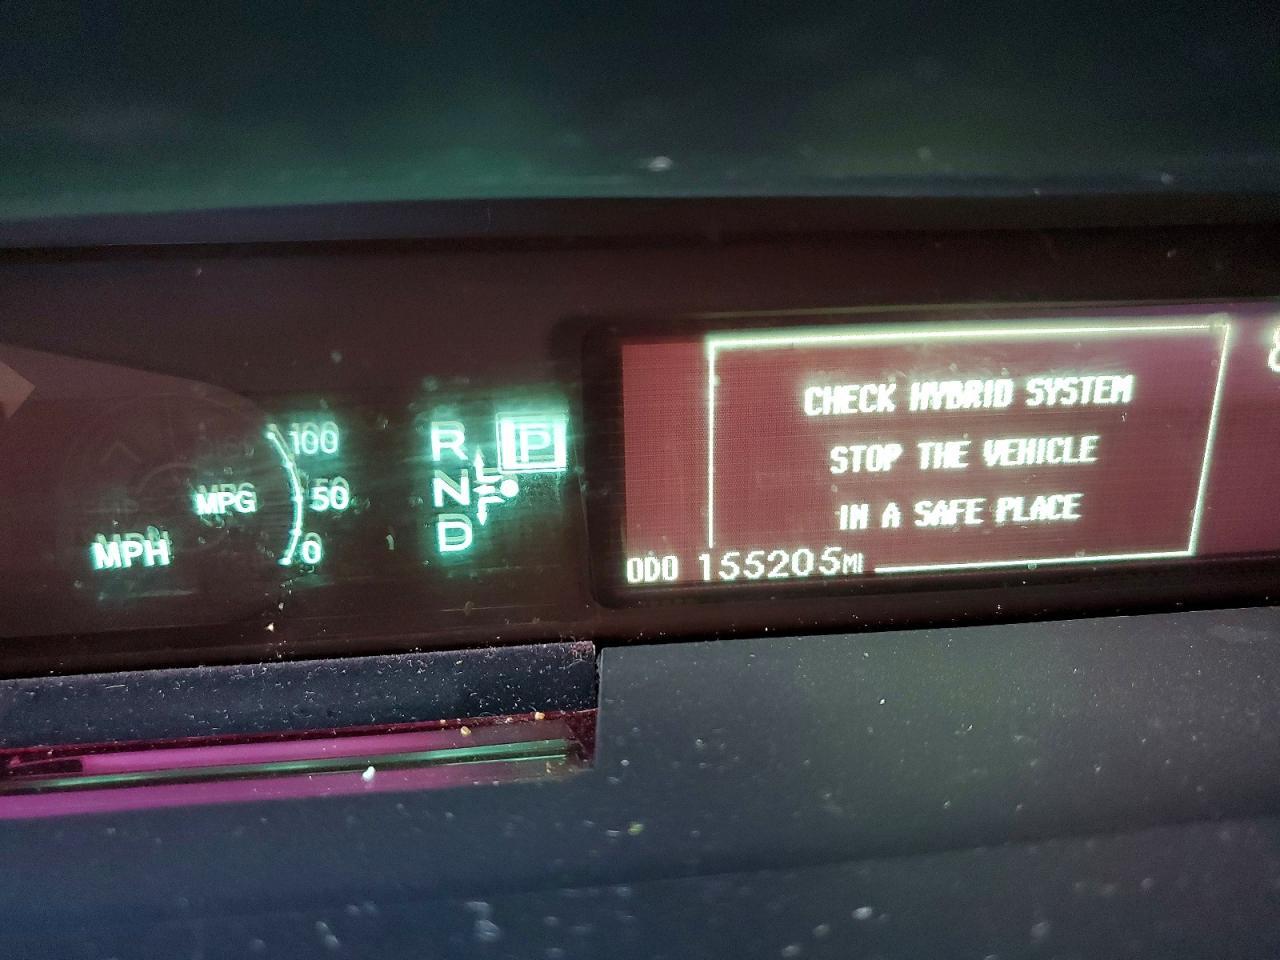 100
MPG
50
MPH
0
R
P
N
D
CHECK HYBRID SYSTEM
STOP THE VEHICLE
IN A SAFE PLACE
ODO 155205MI